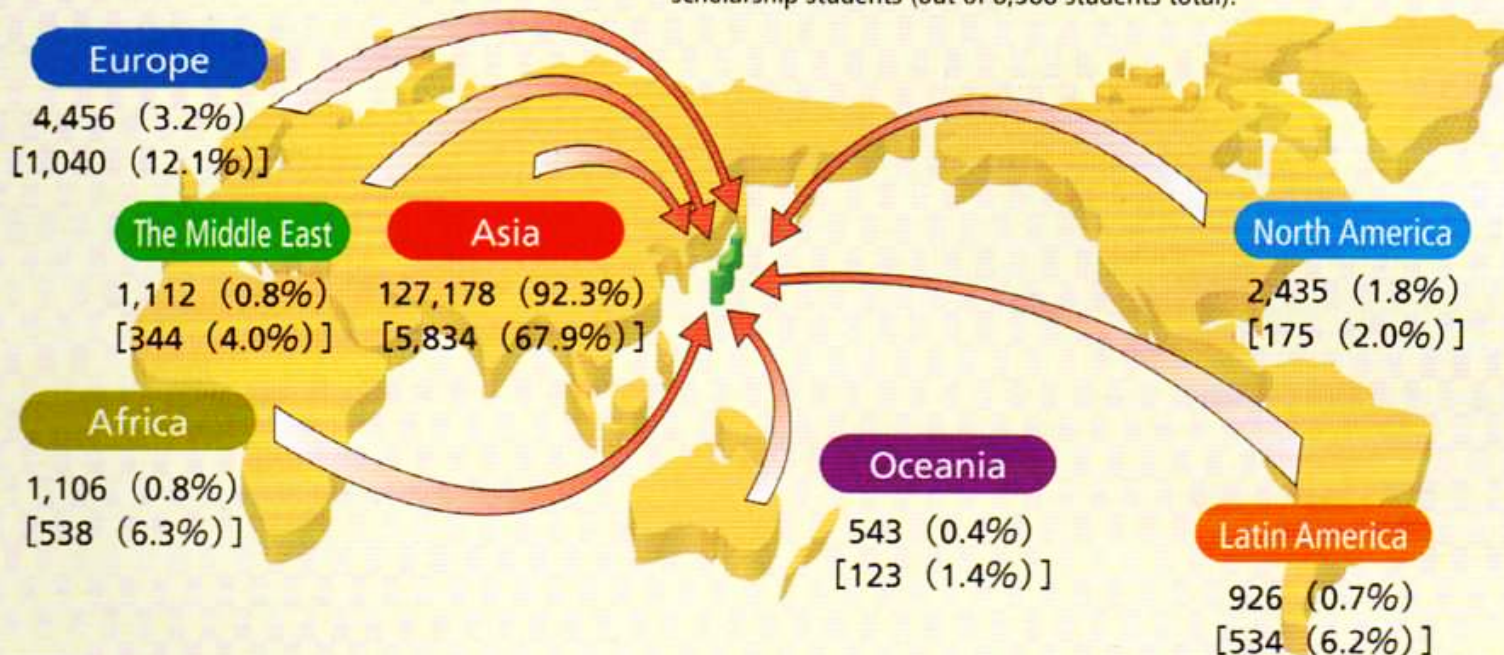 Europe
4,456 (3.2%)
[1,040 (12.1%)]
The Middle East
1,112 (0.8%)
[344 (4.0%)]
Asia
127,178 (92.3%)
[5,834 (67.9%)]
North America
2,435 (1.8%)
[175 (2.0%)]
Africa
1,106 (0.8%)
[538 (6.3%)]
Oceania
543 (0.4%)
[123 (1.4%)]
Latin America
926 (0.7%)
[534 (6.2%)]